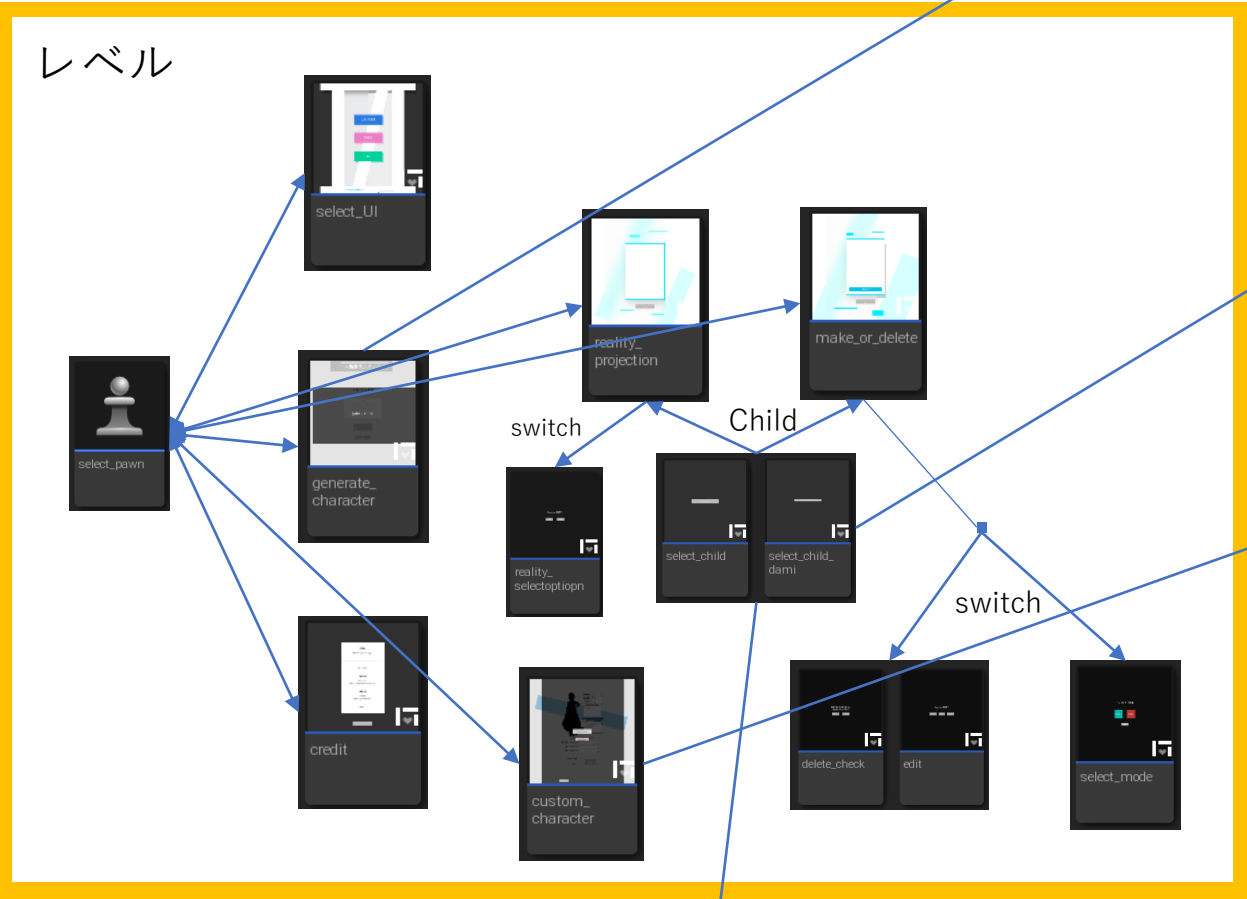 レベル
select_UI
reality_
projection
make_or_delete
select_pawn
generate_
character
switch
Child
reality_
selectoptiopn
select_child
select_child_
dami
switch
credit
custom_
character
delete_check
edit
select_mode